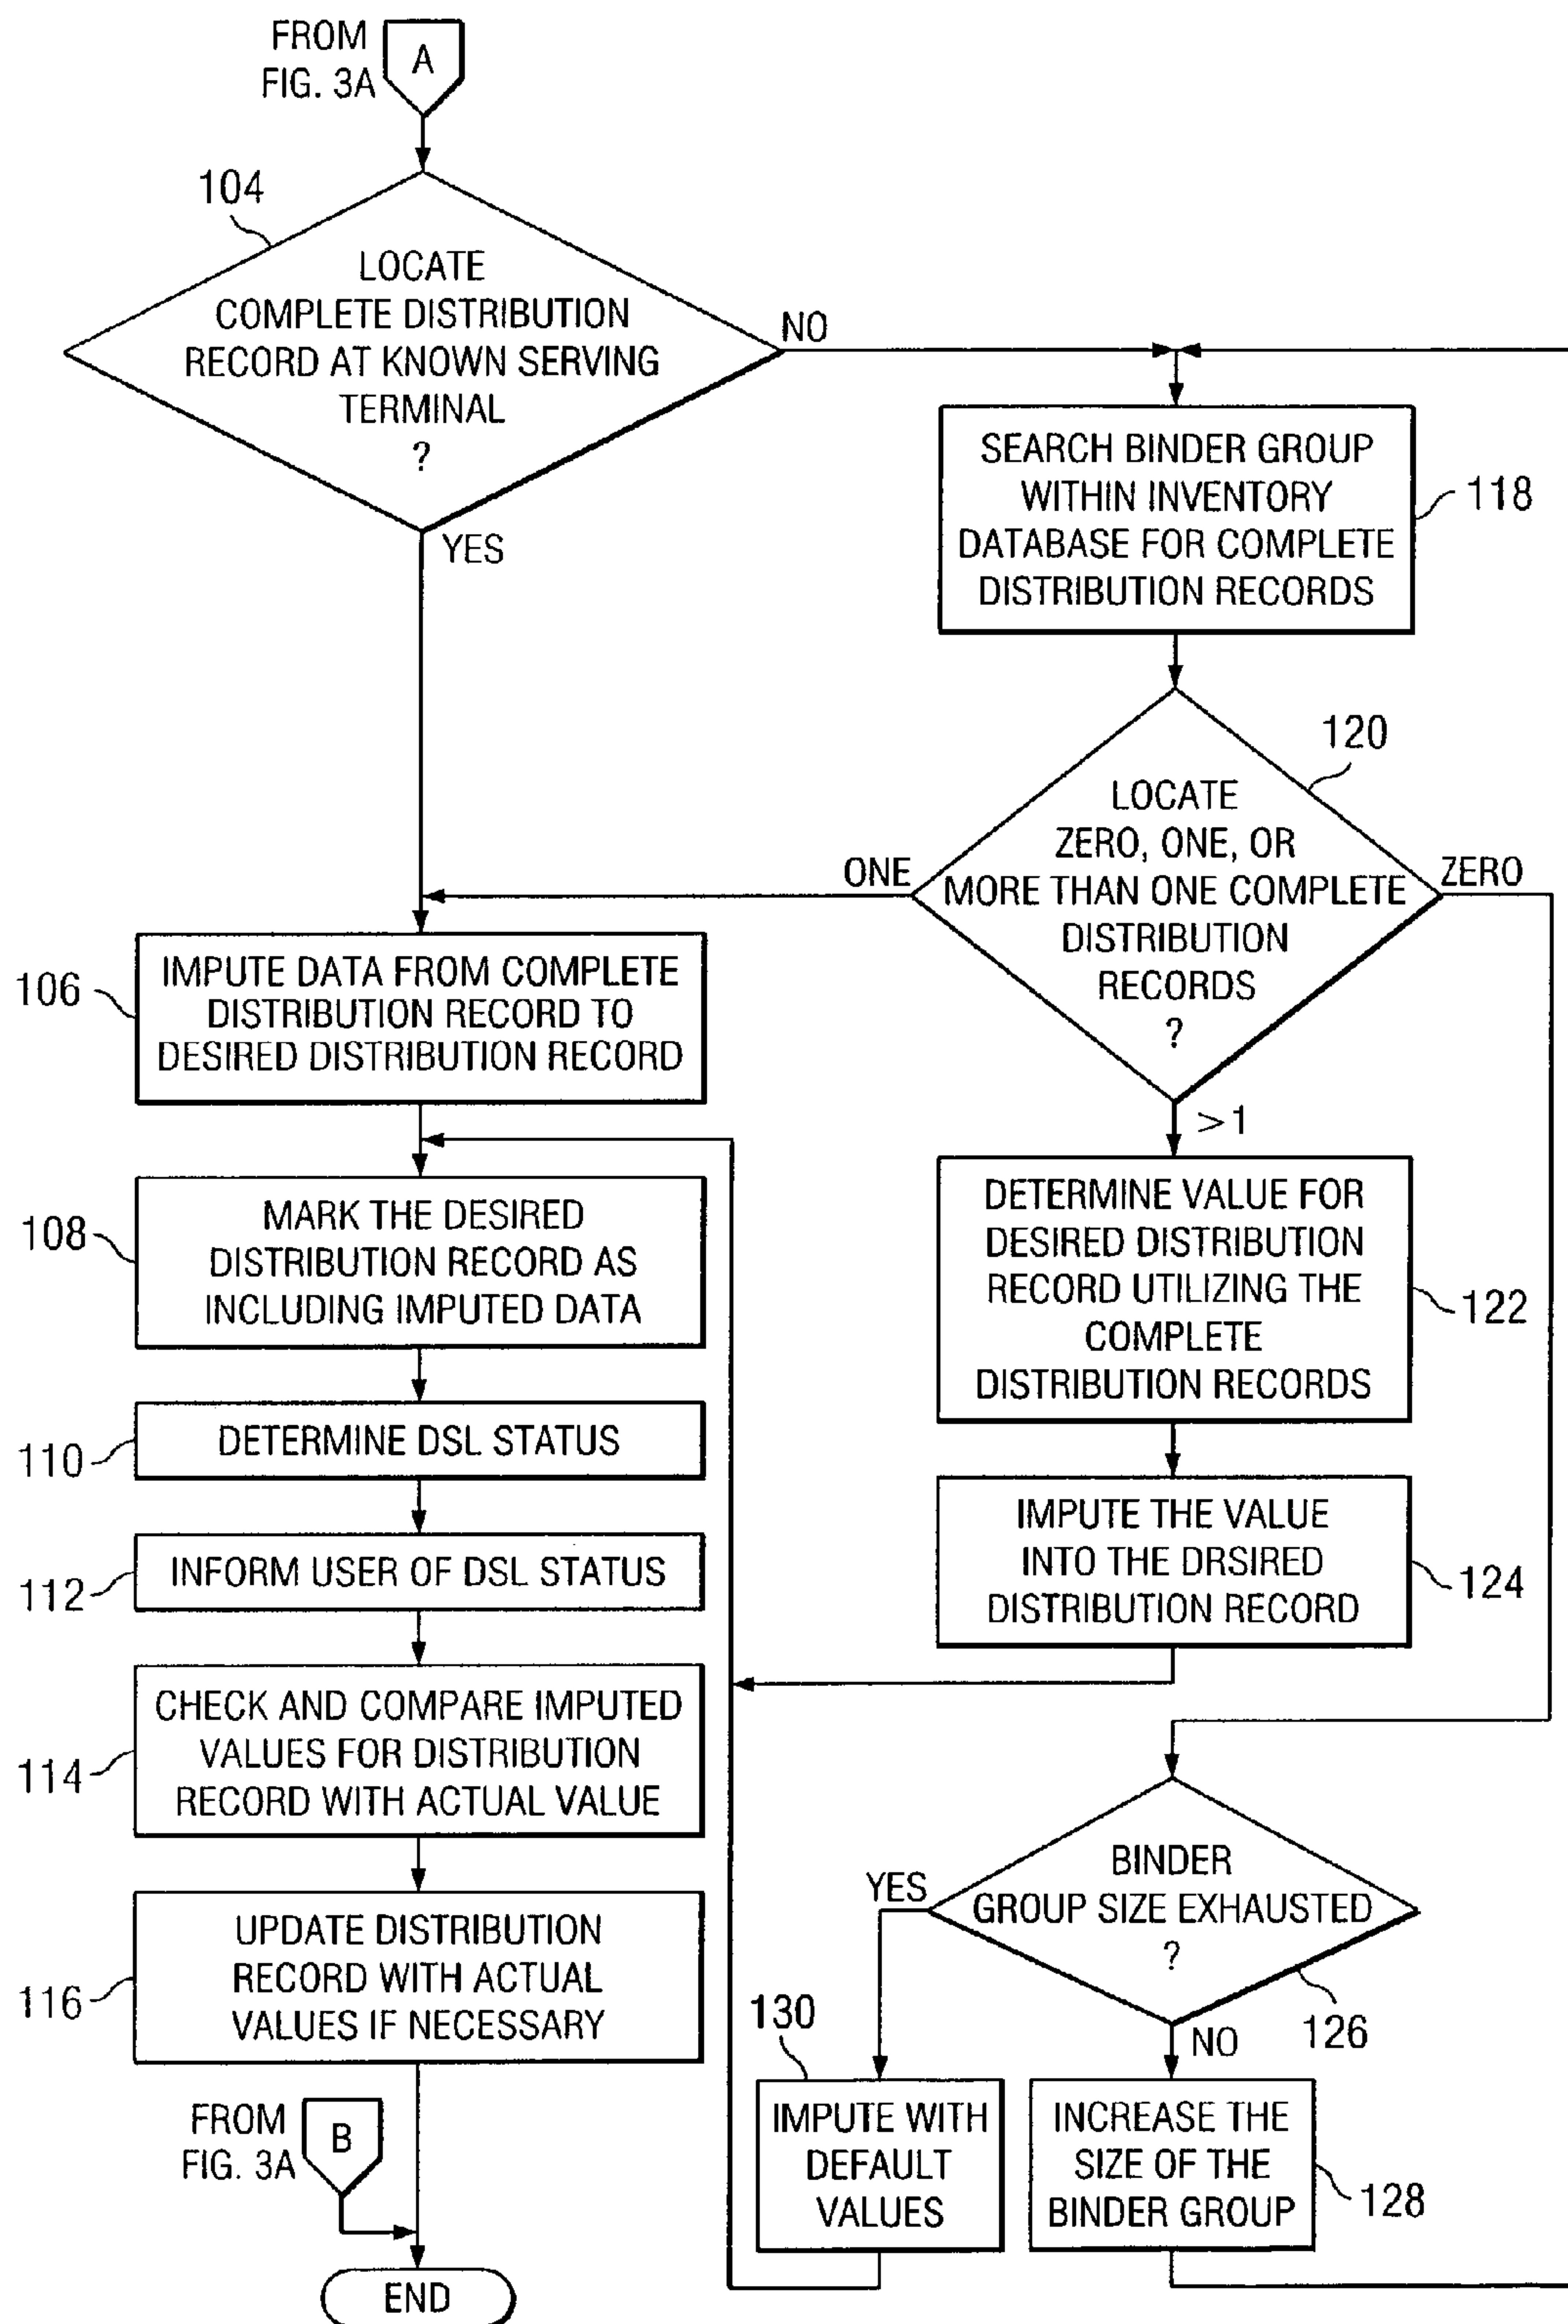 FROM
FIG. 3A
A
104
LOCATE
COMPLETE DISTRIBUTION
RECORD AT KNOWN SERVING
TERMINAL
?
NO
YES
SEARCH BINDER GROUP
WITHIN INVENTORY
DATABASE FOR COMPLETE
DISTRIBUTION RECORDS
118
120
LOCATE
ZERO, ONE, OR
MORE THAN ONE COMPLETE
DISTRIBUTION
RECORDS
?
ONE
ZERO
>1
106
IMPUTE DATA FROM COMPLETE
DISTRIBUTION RECORD TO
DESIRED DISTRIBUTION RECORD
108
MARK THE DESIRED
DISTRIBUTION RECORD AS
INCLUDING IMPUTED DATA
110
DETERMINE DSL STATUS
112
INFORM USER OF DSL STATUS
114
CHECK AND COMPARE IMPUTED
VALUES FOR DISTRIBUTION
RECORD WITH ACTUAL VALUE
116
UPDATE DISTRIBUTION
RECORD WITH ACTUAL
VALUES IF NECESSARY
DETERMINE VALUE FOR
DESIRED DISTRIBUTION
RECORD UTILIZING THE
COMPLETE
DISTRIBUTION RECORDS
122
IMPUTE THE VALUE
INTO THE DRSIRED
DISTRIBUTION RECORD
124
BINDER
GROUP SIZE EXHAUSTED
?
YES
126
NO
130
IMPUTE WITH
DEFAULT
VALUES
INCREASE THE
SIZE OF THE
BINDER GROUP
128
FROM
FIG. 3A
B
END